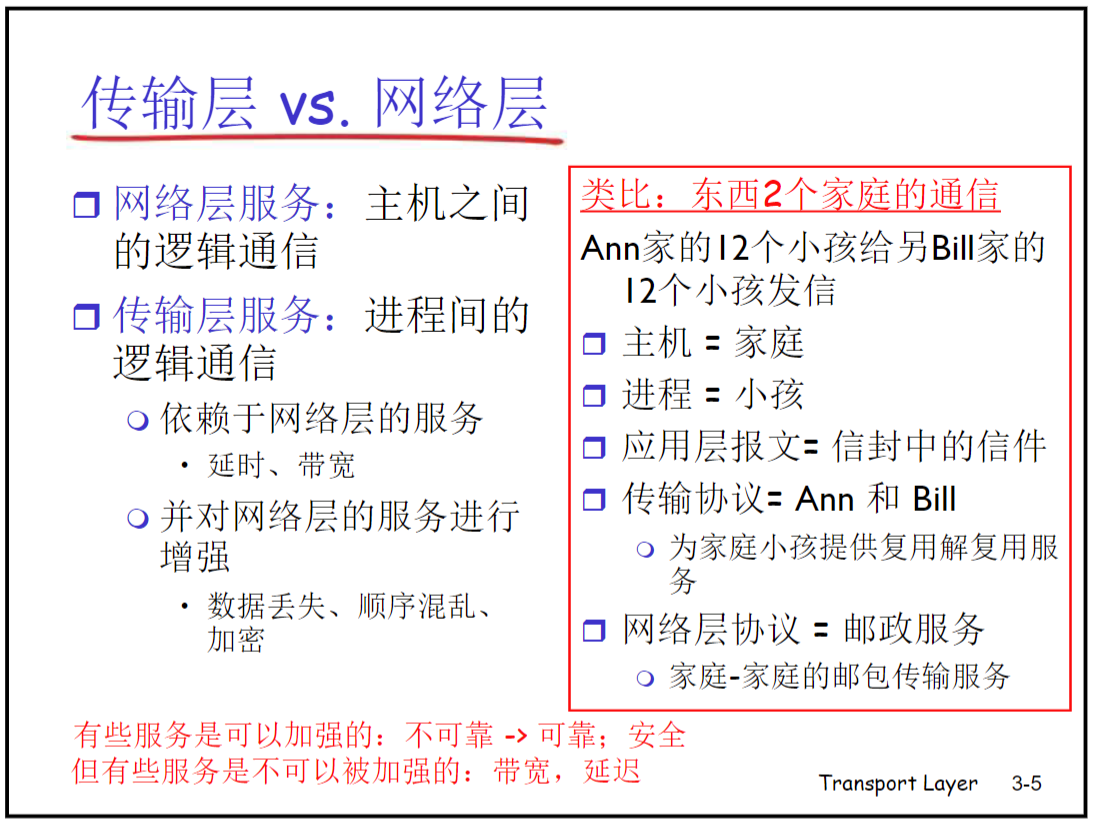 传输层 vs. 网络层
网络层服务：主机之间
的逻辑通信
传输层服务：进程间的
逻辑通信
依赖于网络层的服务
• 延时、带宽
并对网络层的服务进行
增强
• 数据丢失、顺序混乱、
加密
类比：东西2个家庭的通信
Ann家的12个小孩给另Bill家的
12个小孩发信
主机 = 家庭
进程 = 小孩
应用层报文= 信封中的信件
传输协议= Ann 和 Bill
为家庭小孩提供复用解复用服
务
网络层协议 = 邮政服务
家庭-家庭的邮包传输服务
有些服务是可以加强的：不可靠 -> 可靠；安全
但有些服务是不可以被加强的：带宽，延迟
Transport Layer 3-5